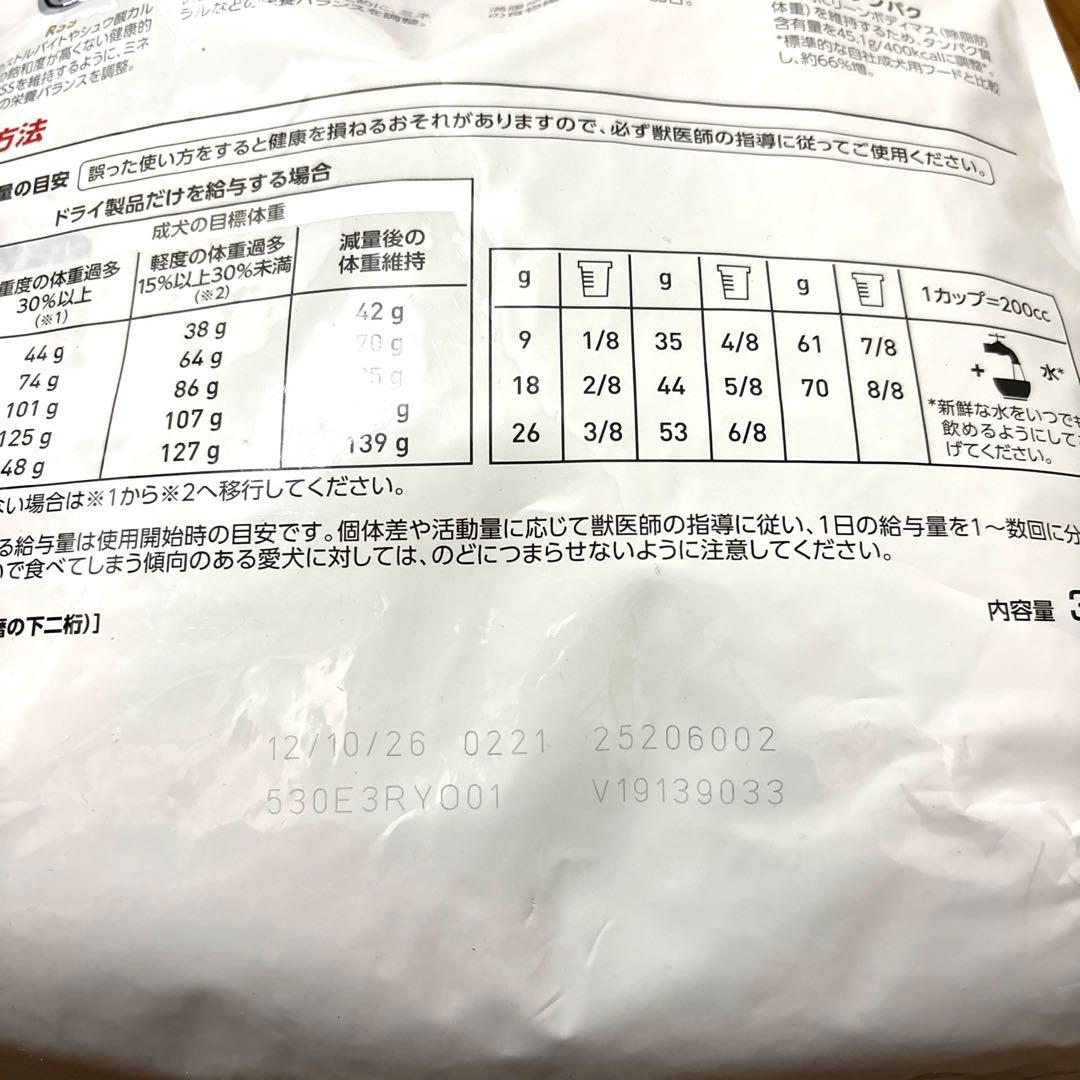 RSS
ストルバイトやシュウ酸カル
の飽和度が高くない健康的
SSを維持するように、ミネ
の栄養バランスを調整。
ラルなどの栄養バランスを調整。
パク
体重)を維持するため、タンパク質
含有量を45.1g/400kcalに調整*。
*標準的な自社成犬用フードと比較
し、約66%増。
方法
量の目安 誤った使い方をすると健康を損ねるおそれがありますので、必ず獣医師の指導に従ってご使用ください。
ドライ製品だけを給与する場合
成犬の目標体重
重度の体重過多 軽度の体重過多 減量後の
30%以上 15%以上30%未満 体重維持
(※1) (※2)
44 g 38 g 42 g
74 g 64 g 70 g
101 g 86 g 5 g
125 g 107 g g
48 g 127 g 139 g
g g g 1カップ=200cc
9 1/8 35 4/8 61 7/8
18 2/8 44 5/8 70 8/8
26 3/8 53 6/8
+ 水*
*新鮮な水をいつでも
飲めるようにして
げてください。
ない場合は※1から※2へ移行してください。
る給与量は使用開始時の目安です。個体差や活動量に応じて獣医師の指導に従い、1日の給与量を1~数回に分
で食べてしまう傾向のある愛犬に対しては、のどにつまらせないように注意してください。
の下二桁)]
内容量 3
12/10/26 0221 25206002
530E3RYO01 V19139033